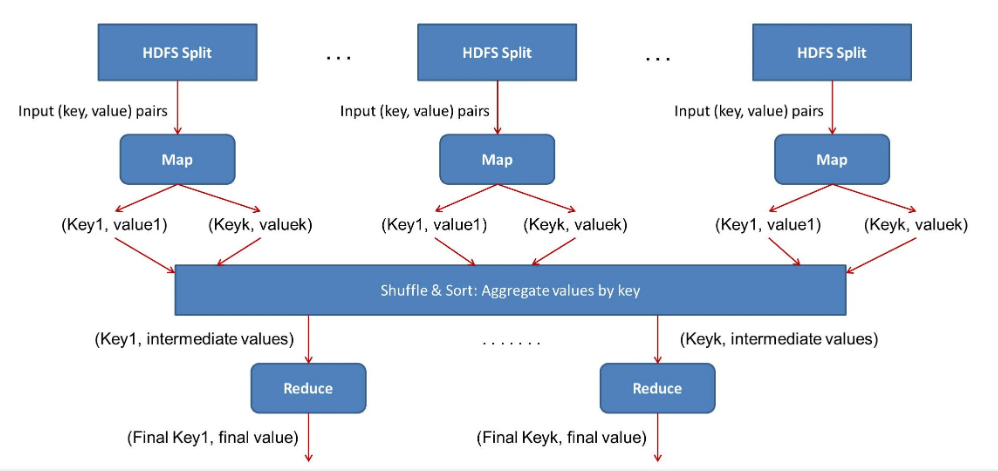 HDFS Split
. . .
HDFS Split
. . .
HDFS Split
Input (key, value) pairs
Input (key, value) pairs
Input (key, value) pairs
Map
Map
Map
(Key1, value1)
(Keyk, valuek)
(Key1, value1)
(Keyk, valuek)
(Key1, value1)
(Keyk, valuek)
Shuffle & Sort: Aggregate values by key
(Key1, intermediate values)
. . . . . . .
(Keyk, intermediate values)
Reduce
Reduce
(Final Key1, final value)
(Final Keyk, final value)